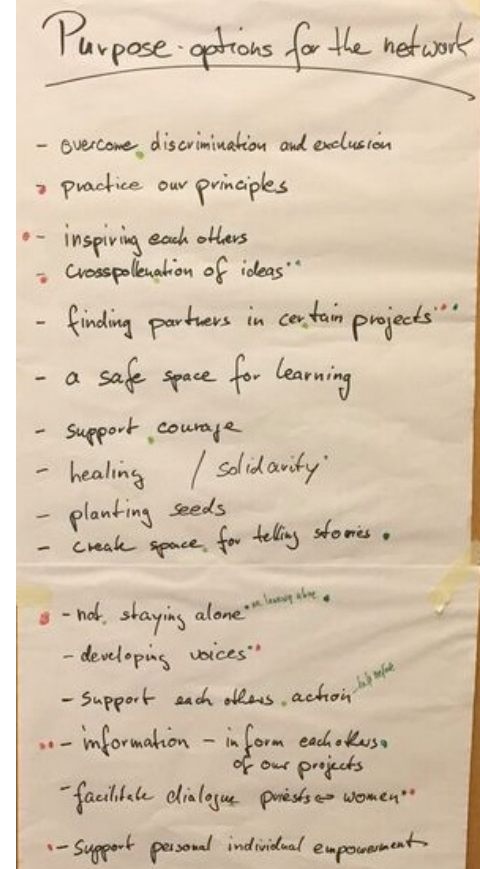 Purpose-options for the network
- overcome discrimination and exclusion
- practice our principles
- inspiring each others
- Crosspollenation of ideas
- finding partners in certain projects
- a safe space for learning
- support courage
- healing / solidarity
- planting seeds
- create space for telling stories
- not staying alone
- developing voices
- Support each others action
- information - inform each others
of our projects
- facilitate dialogue priests ↔ women
- Support personal individual empowerment